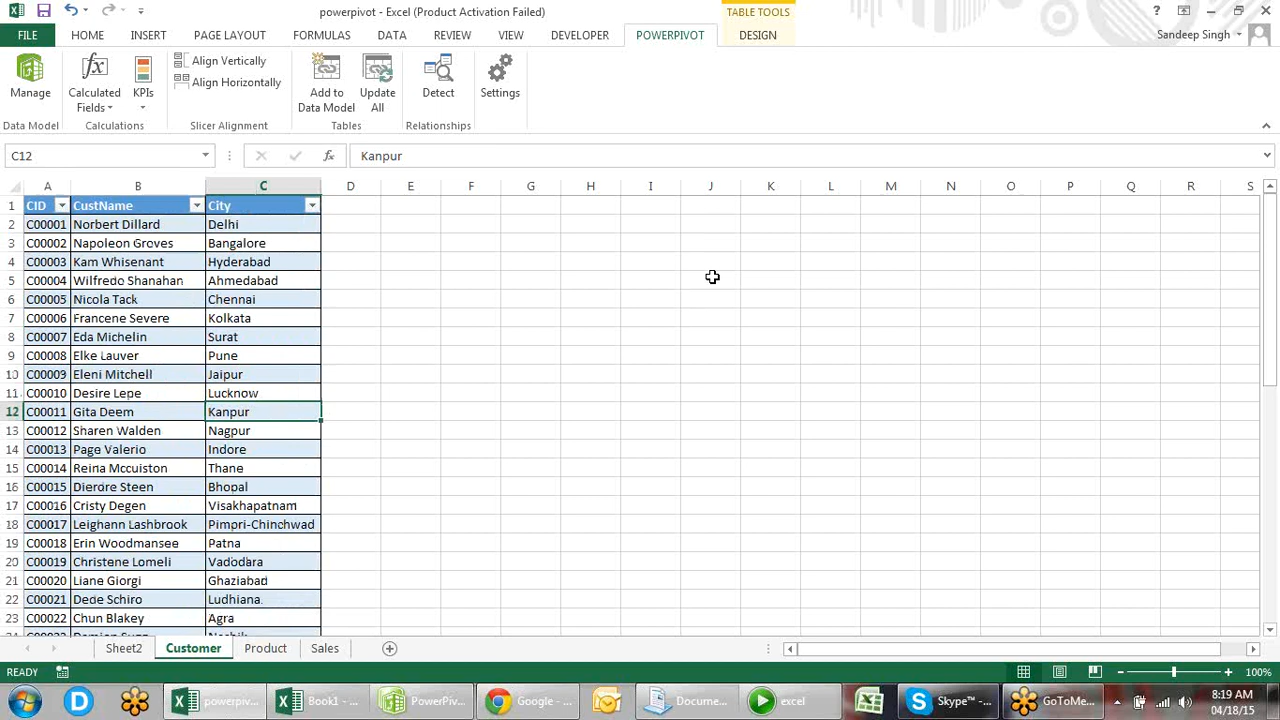 powerpivot - Excel (Product Activation Failed)
TABLE TOOLS
FILE HOME INSERT PAGE LAYOUT FORMULAS DATA REVIEW VIEW DEVELOPER POWERPIVOT DESIGN
Sandeep Singh
Manage
Calculated Fields
KPIs
Align Vertically
Align Horizontally
Add to Data Model
Update All
Detect
Settings
Data Model Calculations Slicer Alignment Tables Relationships
C12 fx Kanpur
A B C D E F G H I J K L M N O P Q R S
1 CID CustName City
2 C00001 Norbert Dillard Delhi
3 C00002 Napoleon Groves Bangalore
4 C00003 Kam Whisenant Hyderabad
5 C00004 Wilfredo Shanahan Ahmedabad
6 C00005 Nicola Tack Chennai
7 C00006 Francene Severe Kolkata
8 C00007 Eda Michelin Surat
9 C00008 Elke Lauver Pune
10 C00009 Eleni Mitchell Jaipur
11 C00010 Desire Lepe Lucknow
12 C00011 Gita Deem Kanpur
13 C00012 Sharen Walden Nagpur
14 C00013 Page Valerio Indore
15 C00014 Reina Mccuiston Thane
16 C00015 Dierdre Steen Bhopal
17 C00016 Cristy Degen Visakhapatnam
18 C00017 Leighann Lashbrook Pimpri-Chinchwad
19 C00018 Erin Woodmansee Patna
20 C00019 Christene Lomeli Vadodara
21 C00020 Liane Giorgi Ghaziabad
22 C00021 Dede Schiro Ludhiana
23 C00022 Chun Blakey Agra
Sheet2 Customer Product Sales
READY 100%
powerpiv... Book1 - ... PowerPiv... Google - ... Docume... excel Skype™ -... GoToMe...
8:19 AM
04/18/15